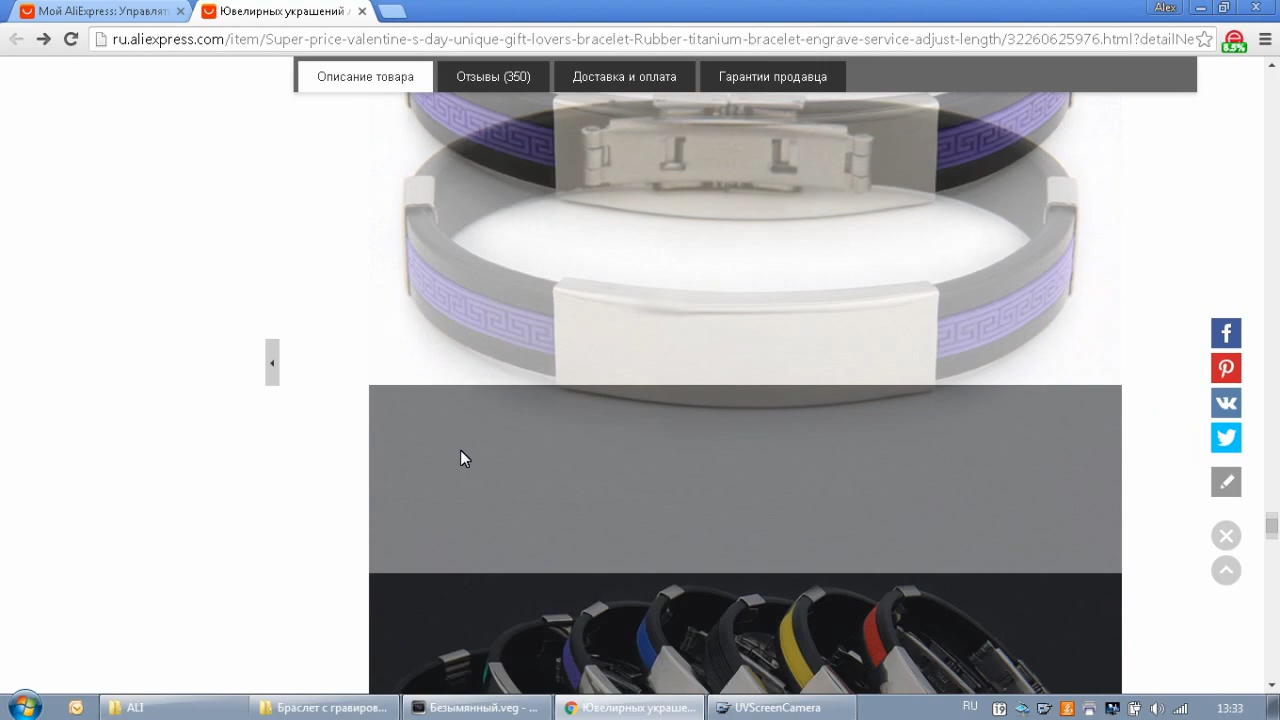 Мой AliExpress: Управлят
Ювелирных украшений л
Alex
ru.aliexpress.com/item/Super-price-valentine-s-day-unique-gift-lovers-bracelet-Rubber-titanium-bracelet-engrave-service-adjust-length/32260625976.html?detailNe
8.5%
Описание товара
Отзывы (350)
Доставка и оплата
Гарантии продавца
ALI
Браслет с гравиров...
Безымянный.veg - ...
Ювелирных украше...
UVScreenCamera
RU
13:33